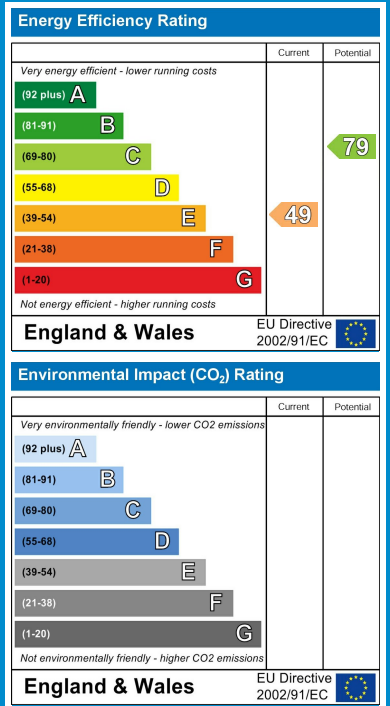 Energy Efficiency Rating
Current Potential
Very energy efficient - lower running costs
(92 plus) A
(81-91) B
(69-80) C
79
(55-68) D
(39-54) E
49
(21-38) F
(1-20) G
Not energy efficient - higher running costs
England & Wales
EU Directive
2002/91/EC
Environmental Impact (CO₂) Rating
Current Potential
Very environmentally friendly - lower CO2 emissions
(92 plus) A
(81-91) B
(69-80) C
(55-68) D
(39-54) E
(21-38) F
(1-20) G
Not environmentally friendly - higher CO2 emissions
England & Wales
EU Directive
2002/91/EC